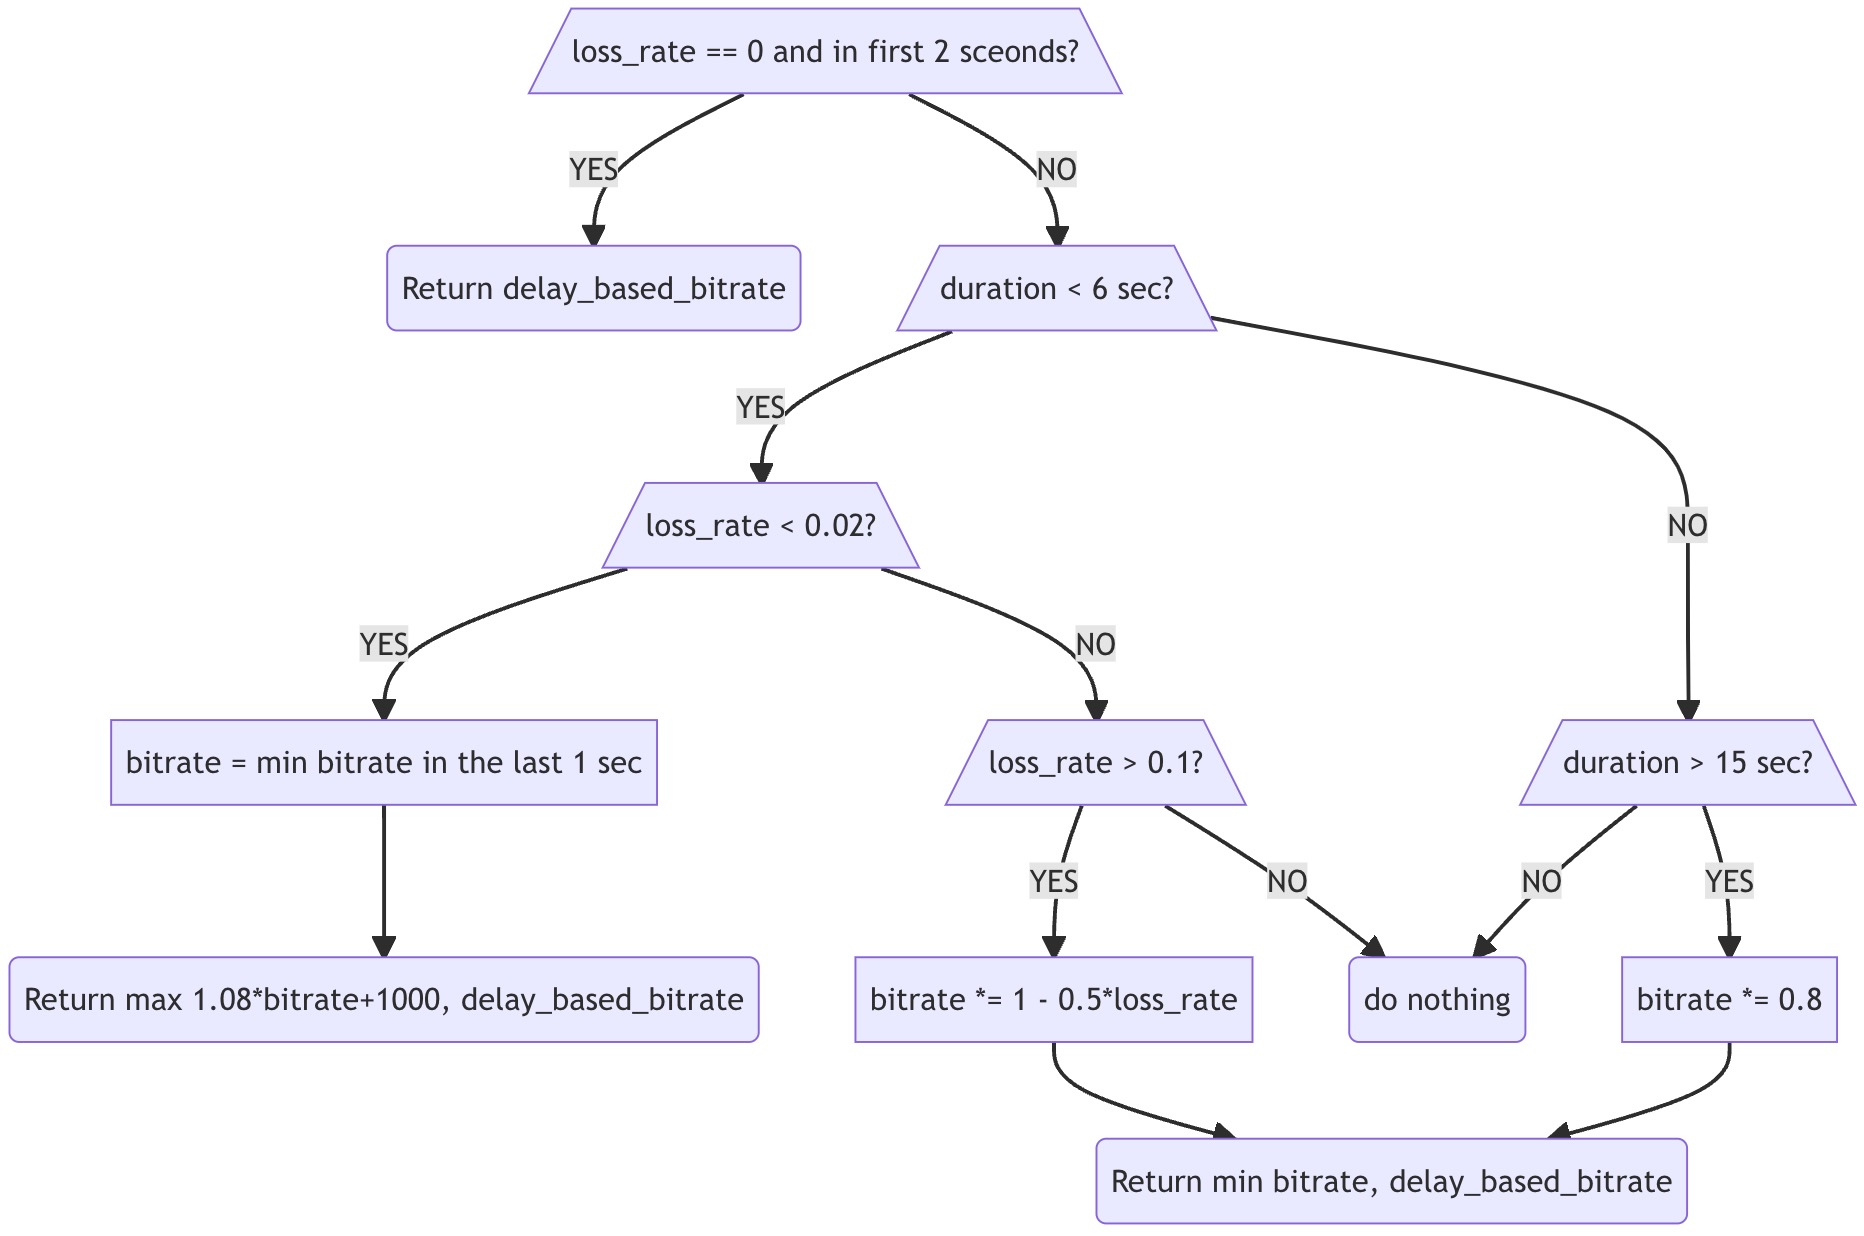 loss_rate == 0 and in first 2 sceonds?
YES
NO
Return delay_based_bitrate
duration < 6 sec?
YES
loss_rate < 0.02?
NO
YES
NO
bitrate = min bitrate in the last 1 sec
loss_rate > 0.1?
duration > 15 sec?
YES
NO
NO
YES
Return max 1.08*bitrate+1000, delay_based_bitrate
bitrate *= 1 - 0.5*loss_rate
do nothing
bitrate *= 0.8
Return min bitrate, delay_based_bitrate